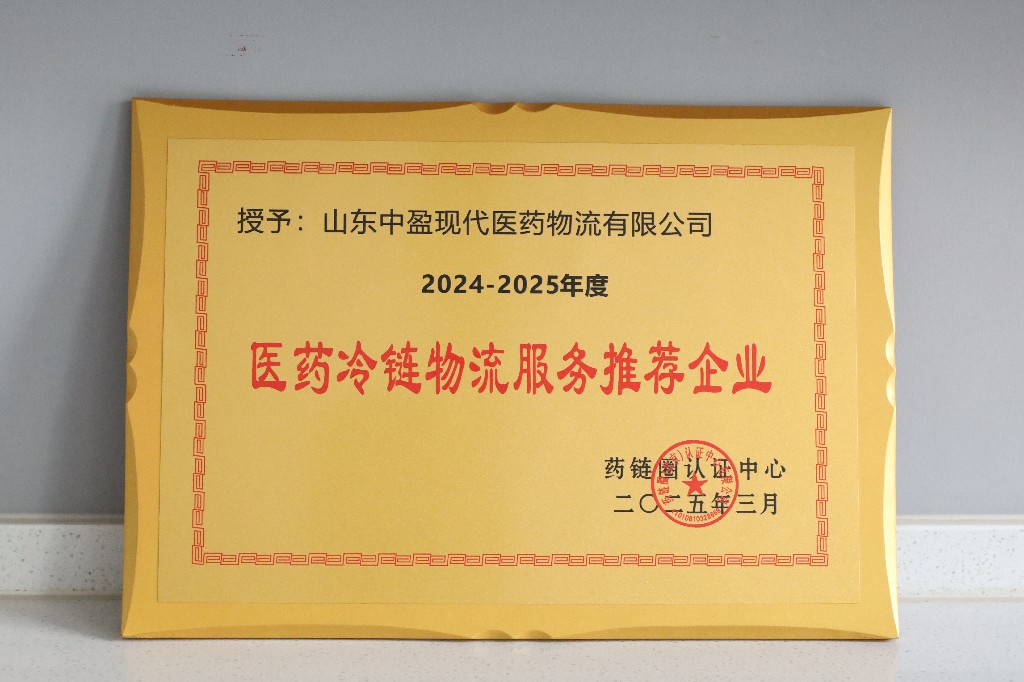 授予：山东中盈现代医药物流有限公司
2024-2025年度
医药冷链物流服务推荐企业
药链圈认证中心
二〇二五年三月